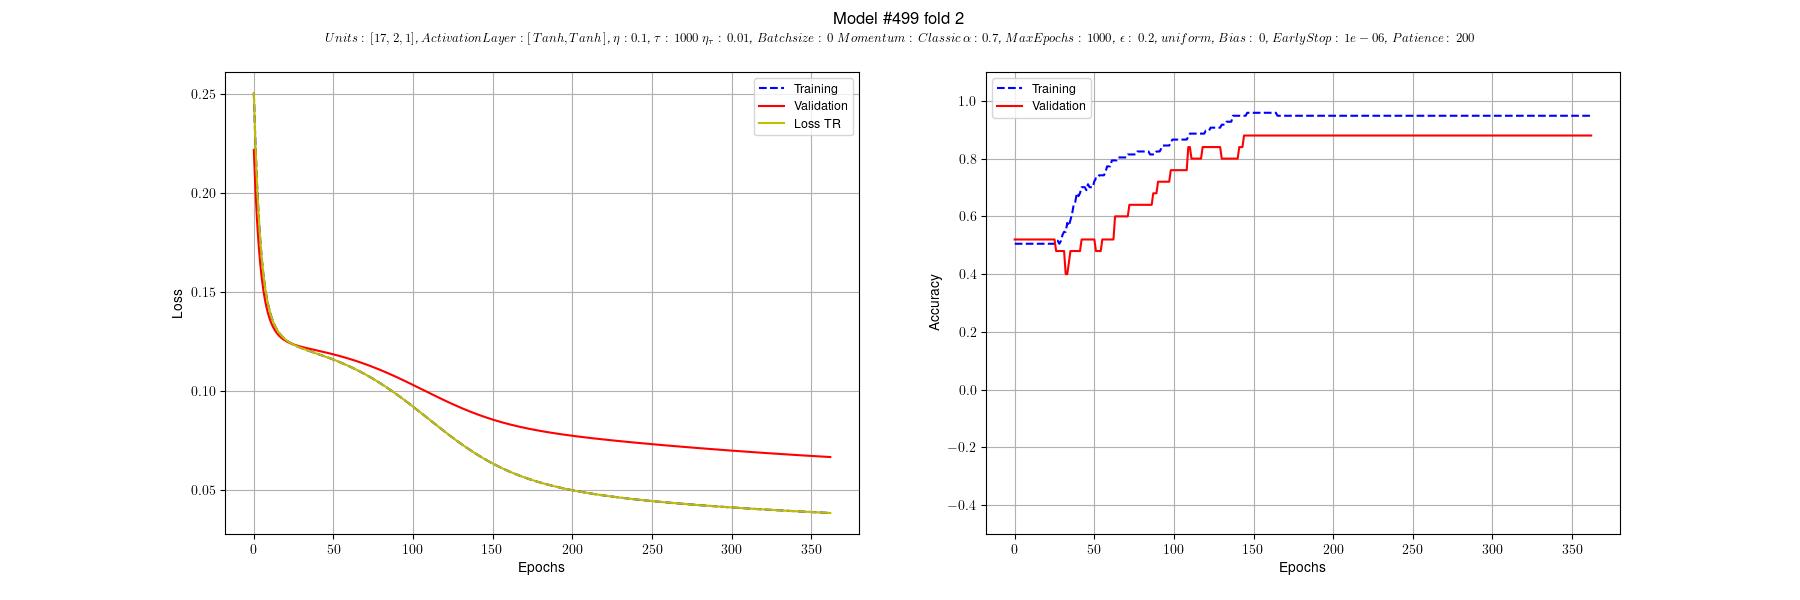 Model #499 fold 2
Units : [17, 2, 1], ActivationLayer : [Tanh, Tanh], η : 0.1, τ : 1000 η_τ : 0.01, Batchsize : 0 Momentum : Classic α : 0.7, MaxEpochs : 1000, ϵ : 0.2, uniform, Bias : 0, EarlyStop : 1e − 06, Patience : 200
Training
Validation
Loss TR
0.25
0.20
0.15
0.10
0.05
Loss
0 50 100 150 200 250 300 350
Epochs
Training
Validation
1.0
0.8
0.6
0.4
0.2
0.0
−0.2
−0.4
Accuracy
0 50 100 150 200 250 300 350
Epochs